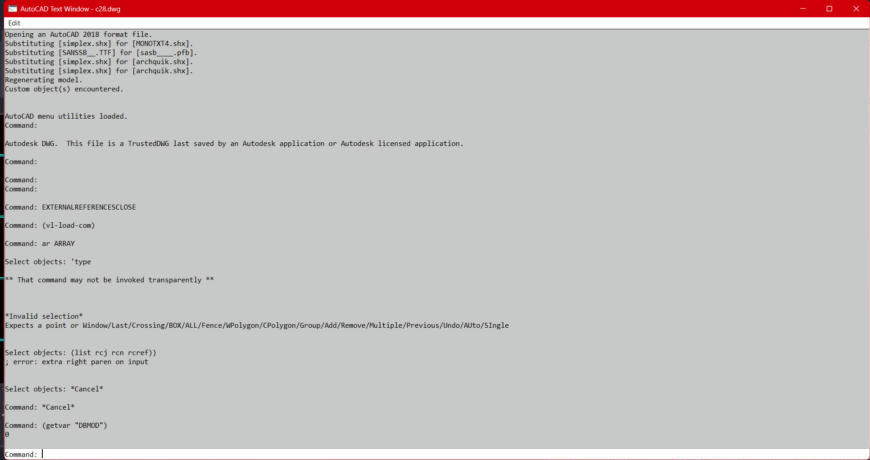 AutoCAD Text Window - c28.dwg
Edit
Opening an AutoCAD 2018 format file.
Substituting [simplex.shx] for [MONOTXT4.shx].
Substituting [SANSSB__.TTF] for [sasb____.pfb].
Substituting [simplex.shx] for [archquik.shx].
Substituting [simplex.shx] for [archquik.shx].
Regenerating model.
Custom object(s) encountered.
AutoCAD menu utilities loaded.
Command:
Autodesk DWG.  This file is a TrustedDWG last saved by an Autodesk application or Autodesk licensed application.
Command:
Command:
Command:
Command: EXTERNALREFERENCESCLOSE
Command: (vl-load-com)
Command: ar ARRAY
Select objects: 'type
** That command may not be invoked transparently **
*Invalid selection*
Expects a point or Window/Last/Crossing/BOX/ALL/Fence/WPolygon/CPolygon/Group/Add/Remove/Multiple/Previous/Undo/AUto/SIngle
Select objects: (list rcj rcn rcref))
; error: extra right paren on input
Select objects: *Cancel*
Command: *Cancel*
Command: (getvar "DBMOD")
0
Command: